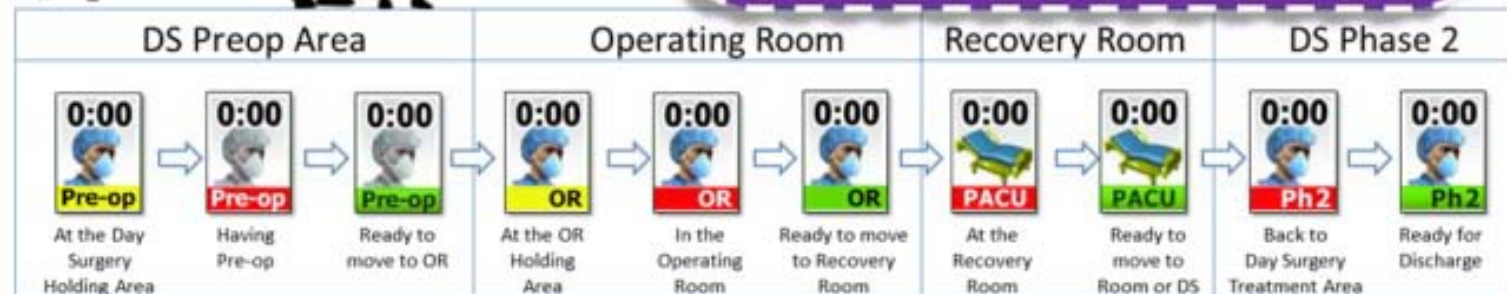 DS Preop Area
Operating Room
Recovery Room
DS Phase 2
0:00
0:00
0:00
0:00
0:00
0:00
0:00
0:00
0:00
0:00
Pre-op
Pre-op
Pre-op
OR
OR
OR
PACU
PACU
Ph2
Ph2
At the Day
Surgery
Holding Area
Having
Pre-op
Ready to
move to OR
At the OR
Holding
Area
In the
Operating
Room
Ready to move
to Recovery
Room
At the
Recovery
Room
Ready to
move to
Room or DS
Back to
Day Surgery
Treatment Area
Ready for
Discharge